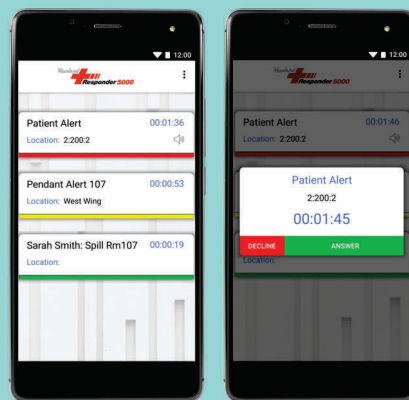 12:00
Responder 5000
Patient Alert 00:01:36
Location: 2:200:2
Pendant Alert 107 00:00:53
Location: West Wing
Sarah Smith: Spill Rm107 00:00:19
Location:
12:00
Responder 5000
Patient Alert 00:01:46
Location: 2:200:2
Patient Alert
2:200:2
00:01:45
DECLINE ANSWER